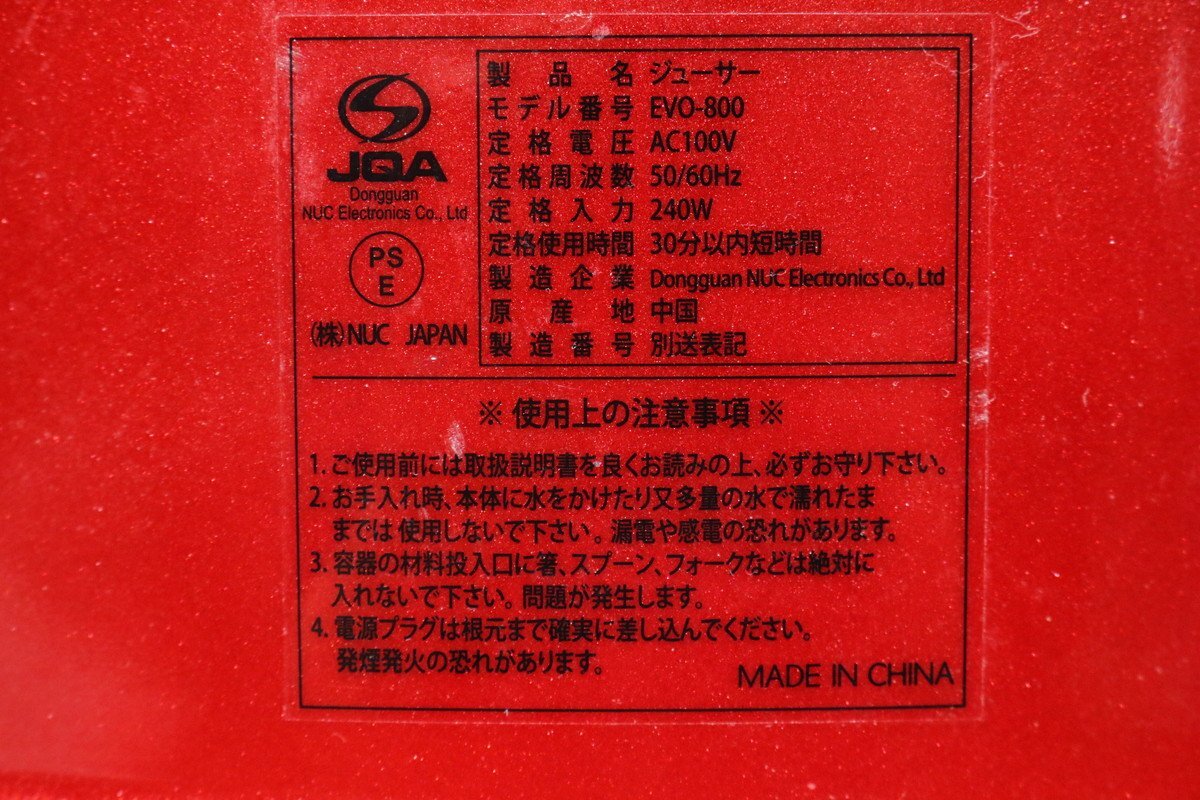 JQA
Dongguan
NUC Electronics Co., Ltd
PS
E
(株)NUC JAPAN
製品名 ジューサー
モデル番号 EVO-800
定格電圧 AC100V
定格周波数 50/60Hz
定格入力 240W
定格使用時間 30分以内短時間
製造企業 Dongguan NUC Electronics Co., Ltd
原産地 中国
製造番号 別送表記
※ 使用上の注意事項 ※
1. ご使用前には取扱説明書を良くお読みの上、必ずお守り下さい。
2. お手入れ時、本体に水をかけたり又多量の水で濡れたま
までは 使用しないで下さい。漏電や感電の恐れがあります。
3. 容器の材料投入口に箸、スプーン、フォークなどは絶対に
入れないで下さい。問題が発生します。
4. 電源プラグは根元まで確実に差し込んでください。
発煙発火の恐れがあります。
MADE IN CHINA